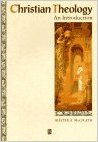 Christian Theology
An Introduction
ALISTER E. McGRATH